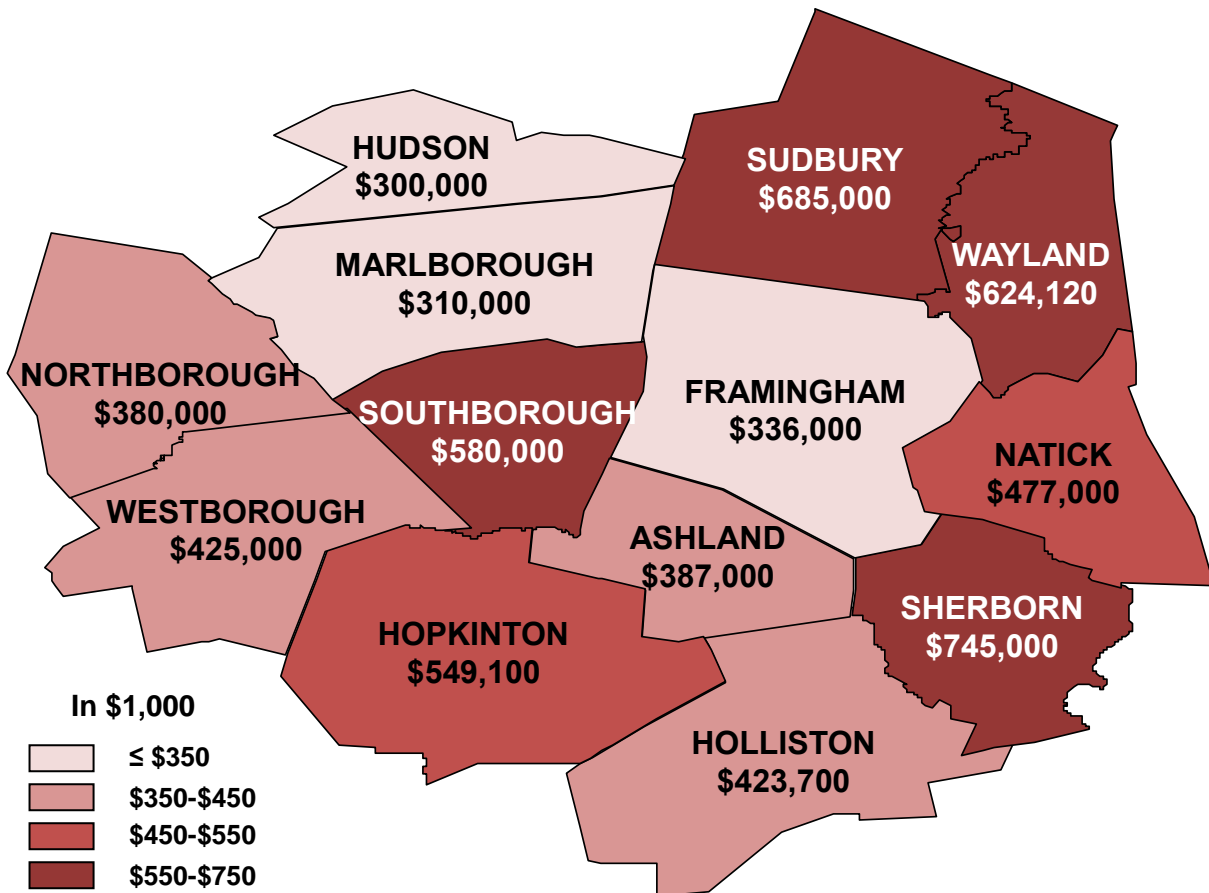 HUDSON
$300,000
SUDBURY
$685,000
MARLBOROUGH
$310,000
WAYLAND
$624,120
NORTHBOROUGH
$380,000
SOUTHBOROUGH
$580,000
FRAMINGHAM
$336,000
NATICK
$477,000
WESTBOROUGH
$425,000
ASHLAND
$387,000
SHERBORN
$745,000
HOPKINTON
$549,100
HOLLISTON
$423,700
In $1,000
≤ $350
$350-$450
$450-$550
$550-$750